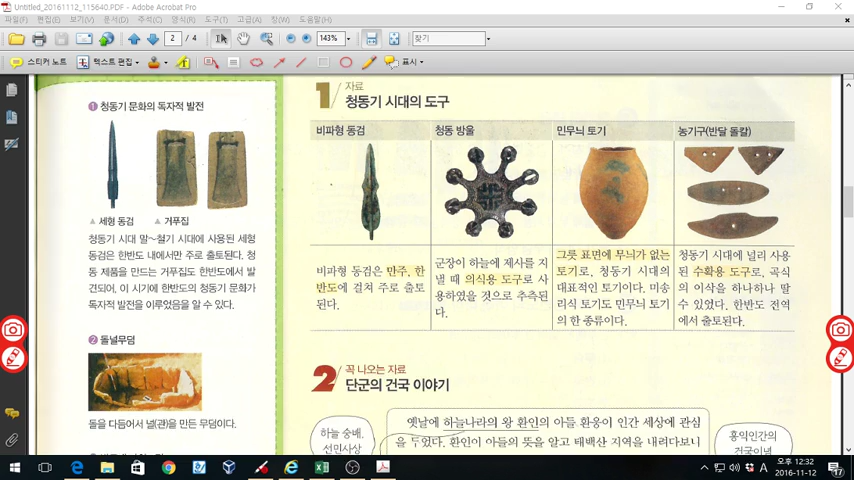 Untitled_20161112_115640.PDF - Adobe Acrobat Pro
파일(F) 편집(E) 보기(V) 문서(D) 주석(C) 양식(R) 도구(T) 고급(A) 창(W) 도움말(H)
2 / 4 143% 찾기
스티커 노트 텍스트 편집 표시
1 청동기 문화의 독자적 발전
▲ 세형 동검 ▲ 거푸집
청동기 시대 말~철기 시대에 사용된 세형
동검은 한반도 내에서만 주로 출토된다. 청
동 제품을 만드는 거푸집도 한반도에서 발
견되어, 이 시기에 한반도의 청동기 문화가
독자적 발전을 이루었음을 알 수 있다.
2 돌널무덤
돌을 다듬어서 널(관)을 만든 무덤이다.
1 자료
청동기 시대의 도구
비파형 동검 청동 방울 민무늬 토기 농기구(반달 돌칼)
비파형 동검은 만주, 한
반도에 걸쳐 주로 출토
된다.
군장이 하늘에 제사를 지
낼 때 의식용 도구로 사
용하였을 것으로 추측된
다.
그릇 표면에 무늬가 없는
토기로, 청동기 시대의
대표적인 토기이다. 미송
리식 토기도 민무늬 토기
의 한 종류이다.
청동기 시대에 널리 사용
된 수확용 도구로, 곡식
의 이삭을 하나하나 딸
수 있었다. 한반도 전역
에서 출토된다.
2 꼭 나오는 자료
단군의 건국 이야기
하늘 숭배,
선민사상
옛날에 하늘나라의 왕 환인의 아들 환웅이 인간 세상에 관심
을 두었다. 환인이 아들의 뜻을 알고 태백산 지역을 내려다보니
홍익인간의
건국이념
A 오후 12:32
2016-11-12
17